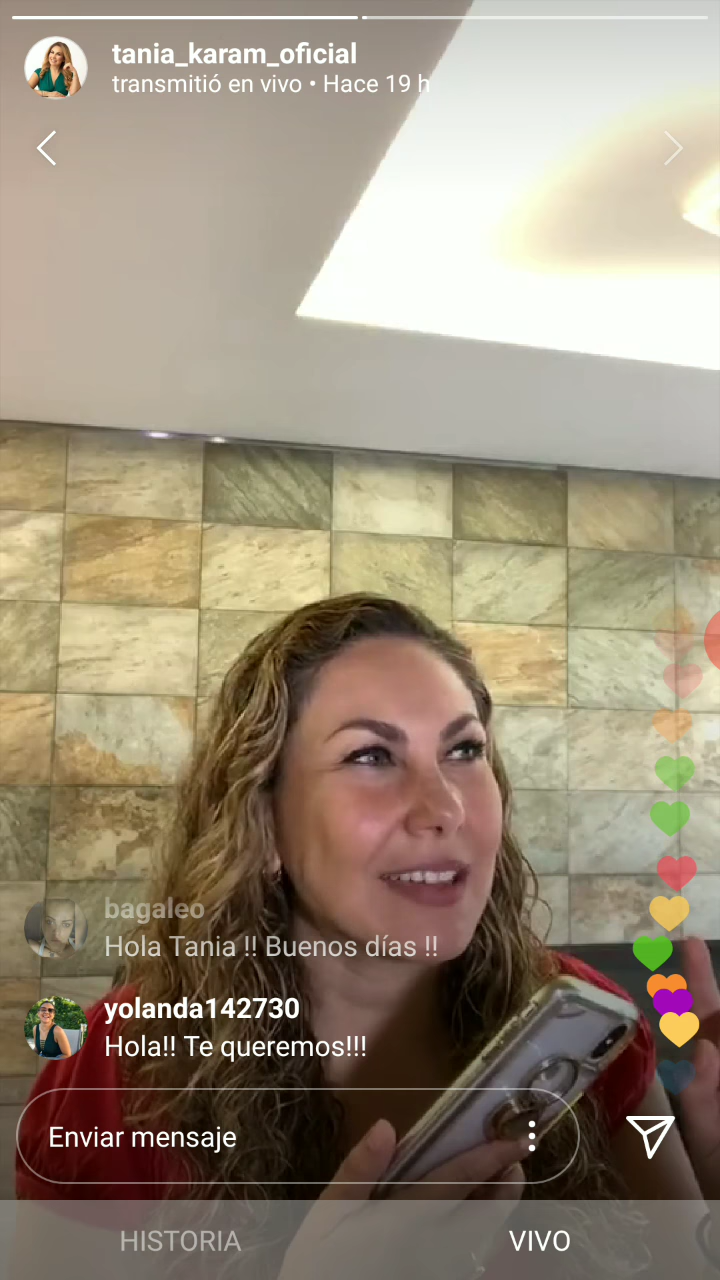 tania_karam_oficial
transmitió en vivo • Hace 19 h
bagaleo
Hola Tania !! Buenos días !!
yolanda142730
Hola!! Te queremos!!!
Enviar mensaje
HISTORIA
VIVO